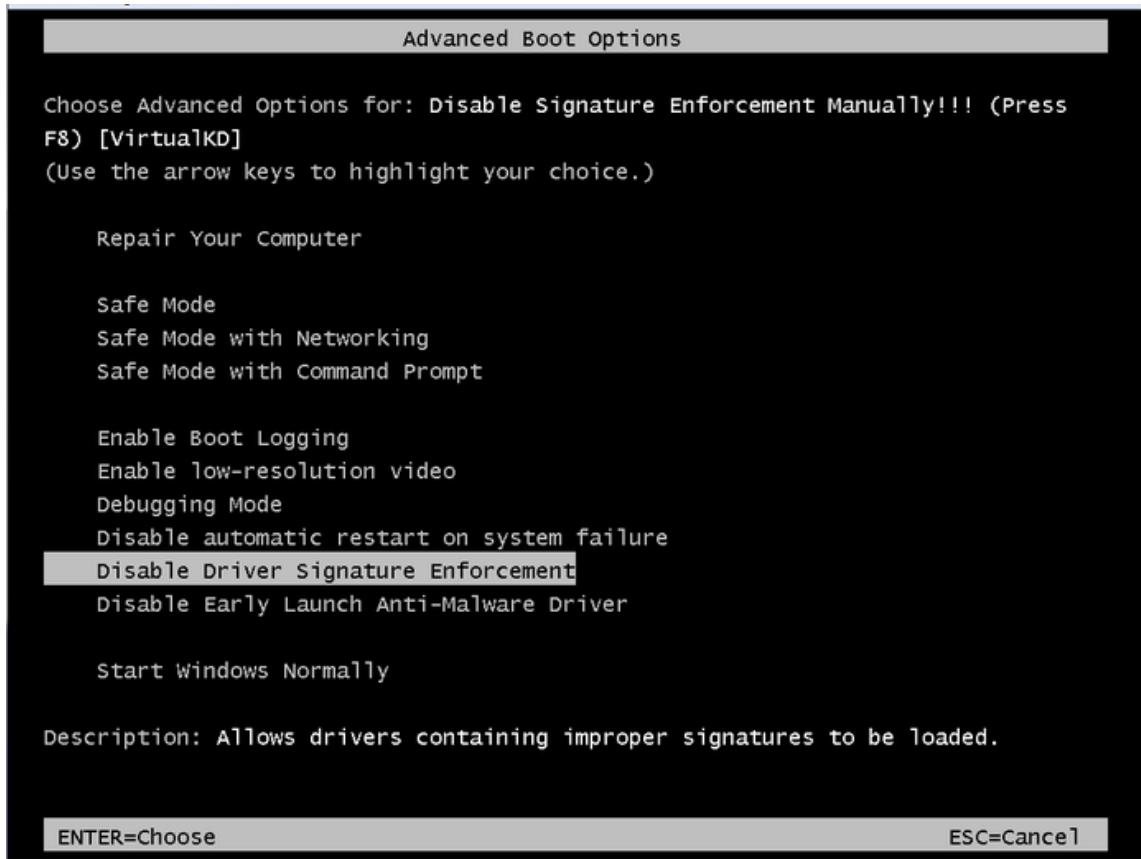 Advanced Boot Options
Choose Advanced Options for: Disable Signature Enforcement Manually!!! (Press
F8) [VirtualKD]
(Use the arrow keys to highlight your choice.)
Repair Your Computer
Safe Mode
Safe Mode with Networking
Safe Mode with Command Prompt
Enable Boot Logging
Enable low-resolution video
Debugging Mode
Disable automatic restart on system failure
Disable Driver Signature Enforcement
Disable Early Launch Anti-Malware Driver
Start Windows Normally
Description: Allows drivers containing improper signatures to be loaded.
ENTER=Choose ESC=Cancel